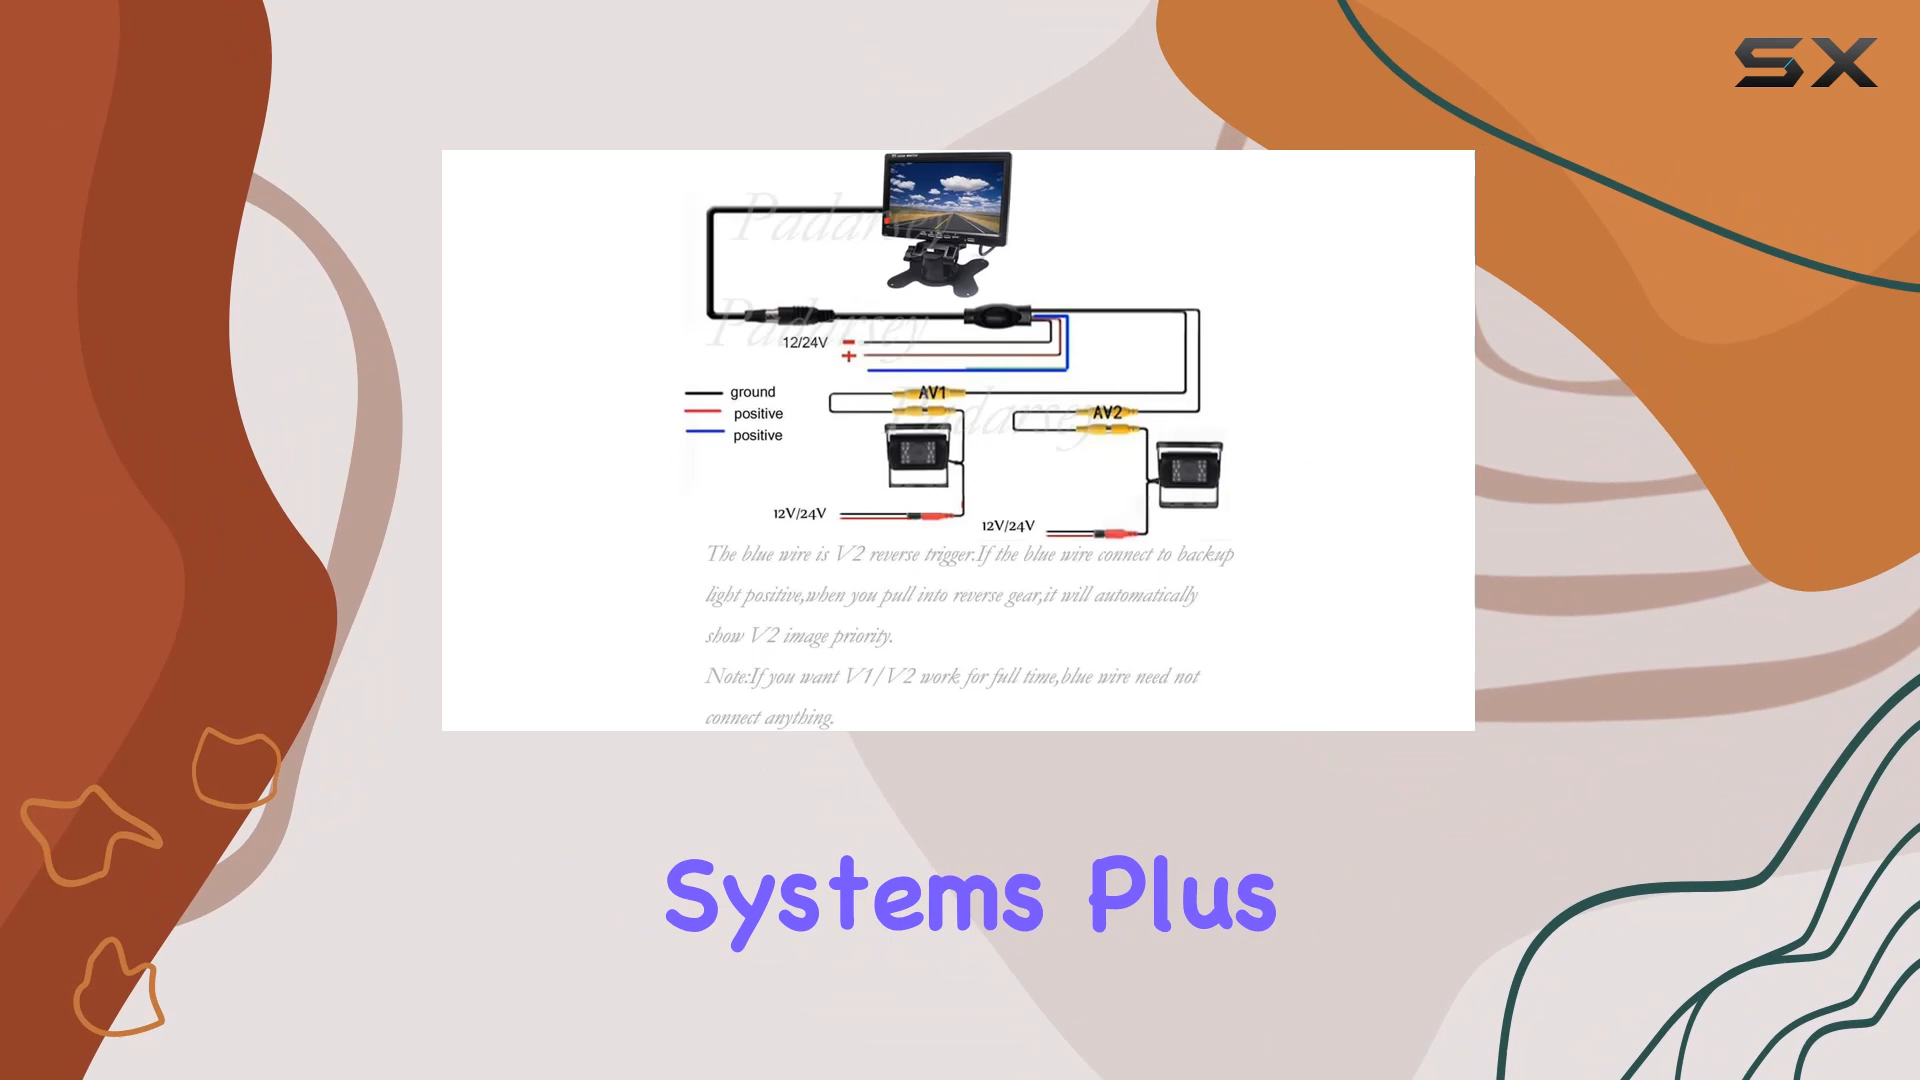 SX
Padarsey
Padarsey
12/24V
ground
AV1
positive
AV2
Padarsey
positive
12V/24V
12V/24V
The blue wire is V2 reverse trigger.If the blue wire connect to backup
light positive,when you pull into reverse gear,it will automatically
show V2 image priority.
Note:If you want V1/V2 work for full time,blue wire need not
connect anything.
Systems Plus